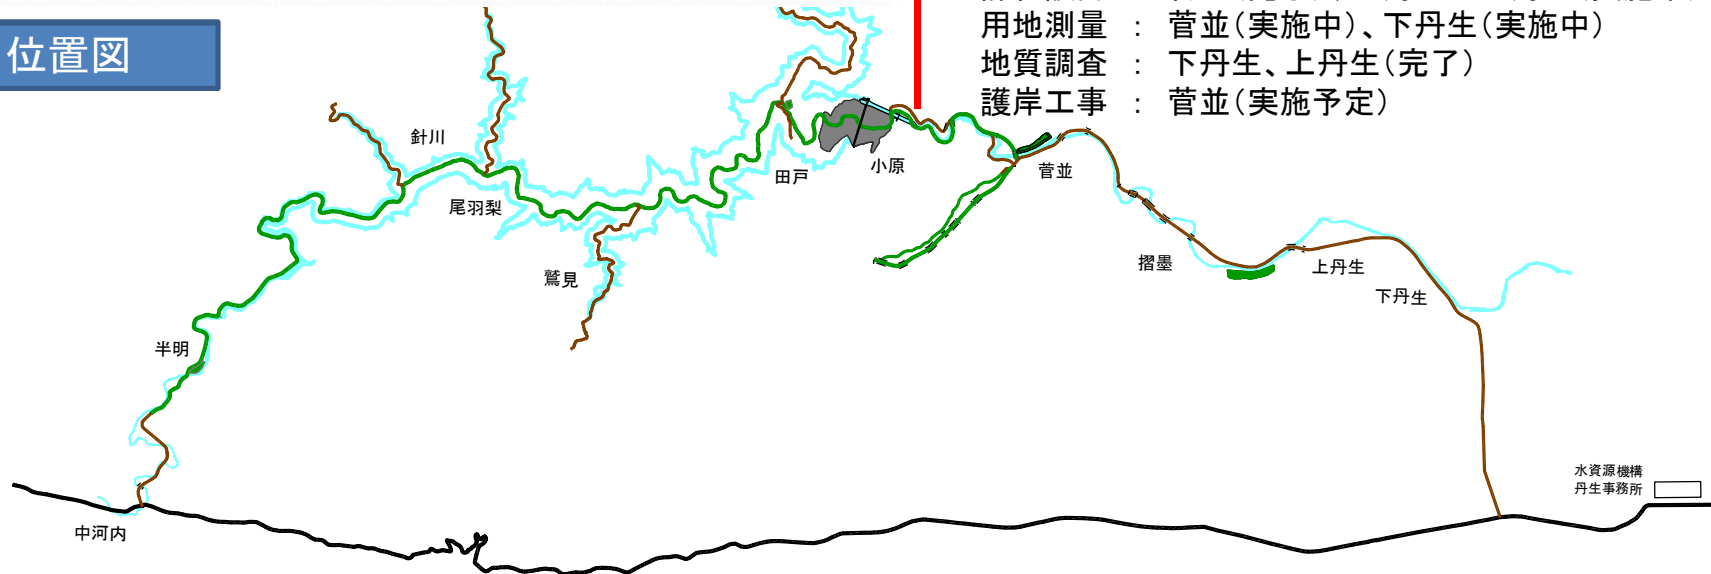 位置図
用地測量 : 菅並(実施中)、下丹生(実施中)
地質調査 : 下丹生、上丹生(完了)
護岸工事 : 菅並(実施予定)
針川
尾羽梨
鷲見
田戸
小原
菅並
摺墨
上丹生
下丹生
半明
中河内
水資源機構
丹生事務所